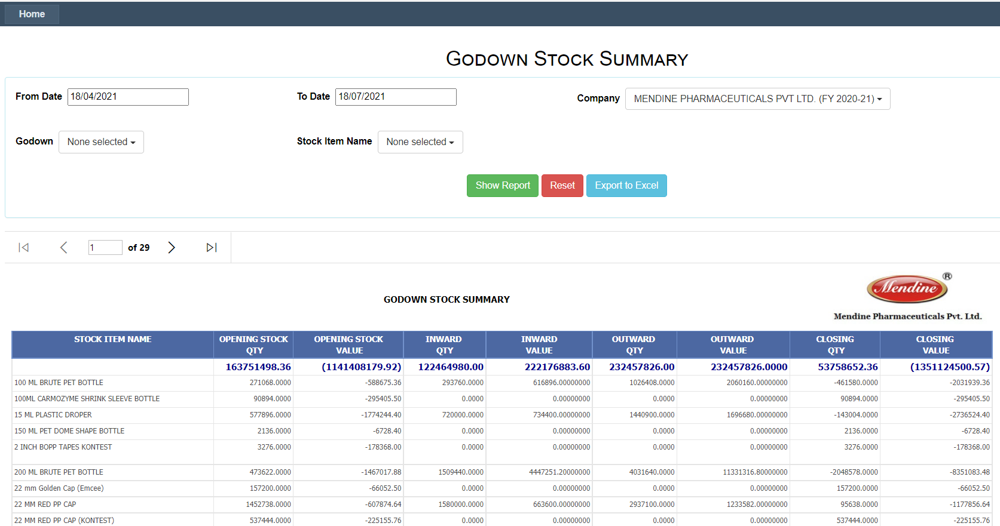 Home
GODOWN STOCK SUMMARY
From Date 18/04/2021 To Date 18/07/2021 Company MENDINE PHARMACEUTICALS PVT LTD. (FY 2020-21)
Godown None selected Stock Item Name None selected
Show Report Reset Export to Excel
1 of 29
Mendine ®
GODOWN STOCK SUMMARY
Mendine Pharmaceuticals Pvt. Ltd.
STOCK ITEM NAME OPENING STOCK QTY OPENING STOCK VALUE INWARD QTY INWARD VALUE OUTWARD QTY OUTWARD VALUE CLOSING QTY CLOSING VALUE
163751498.36 (1141408179.92) 122464980.00 222176883.60 232457826.00 232457826.0000 53758652.36 (1351124500.57)
100 ML BRUTE PET BOTTLE 271068.0000 -588675.36 293760.0000 616896.00000000 1026408.0000 2060160.00000000 -461580.0000 -2031939.36
100ML CARMOZYME SHRINK SLEEVE BOTTLE 90894.0000 -295405.50 0.0000 0.00000000 0.0000 0.00000000 90894.0000 -295405.50
15 ML PLASTIC DROPER 577896.0000 -1774244.40 720000.0000 734400.00000000 1440900.0000 1696680.00000000 -143004.0000 -2736524.40
150 ML PET DOME SHAPE BOTTLE 2136.0000 -6728.40 0.0000 0.00000000 0.0000 0.00000000 2136.0000 -6728.40
2 INCH BOPP TAPES KONTEST 3276.0000 -178368.00 0.0000 0.00000000 0.0000 0.00000000 3276.0000 -178368.00
200 ML BRUTE PET BOTTLE 473622.0000 -1467017.88 1509440.0000 4447251.20000000 4031640.0000 11331316.80000000 -2048578.0000 -8351083.48
22 mm Golden Cap (Emcee) 157200.0000 -66052.50 0.0000 0.00000000 0.0000 0.00000000 157200.0000 -66052.50
22 MM RED PP CAP 1452738.0000 -607874.64 1580000.0000 663600.00000000 2937100.0000 1233582.00000000 95638.0000 -1177856.64
22 MM RED PP CAP (KONTEST) 537444.0000 -225155.76 0.0000 0.00000000 0.0000 0.00000000 537444.0000 -225155.76